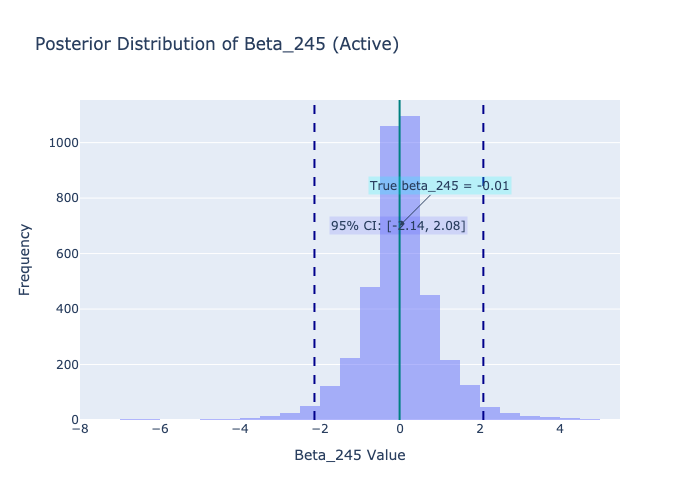 Posterior Distribution of Beta_245 (Active)
1000
800
True beta_245 = -0.01
95% CI: [-2.14, 2.08]
600
400
200
0
Frequency
−8
−6
−4
−2
0
2
4
Beta_245 Value